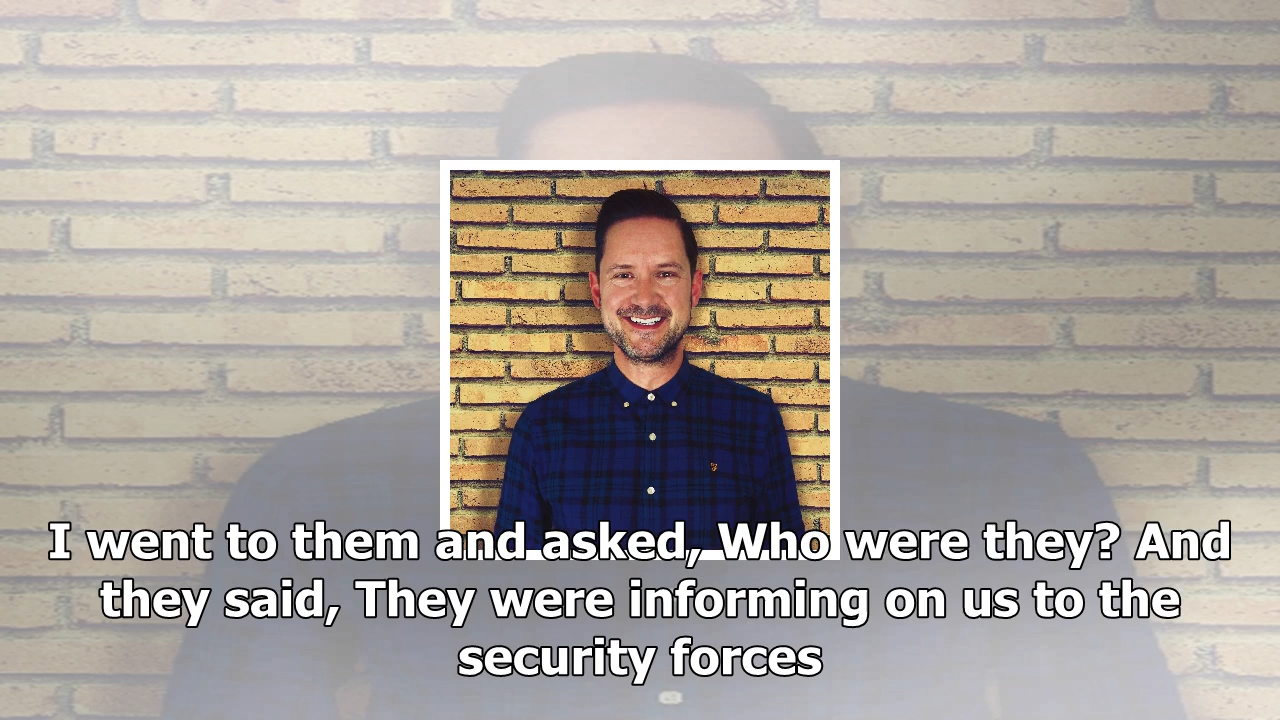 I went to them and asked, Who were they? And
they said, They were informing on us to the
security forces